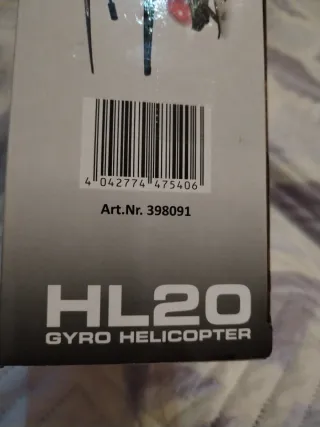 4 042774 475406
Art.Nr. 398091
HL20
GYRO HELICOPTER